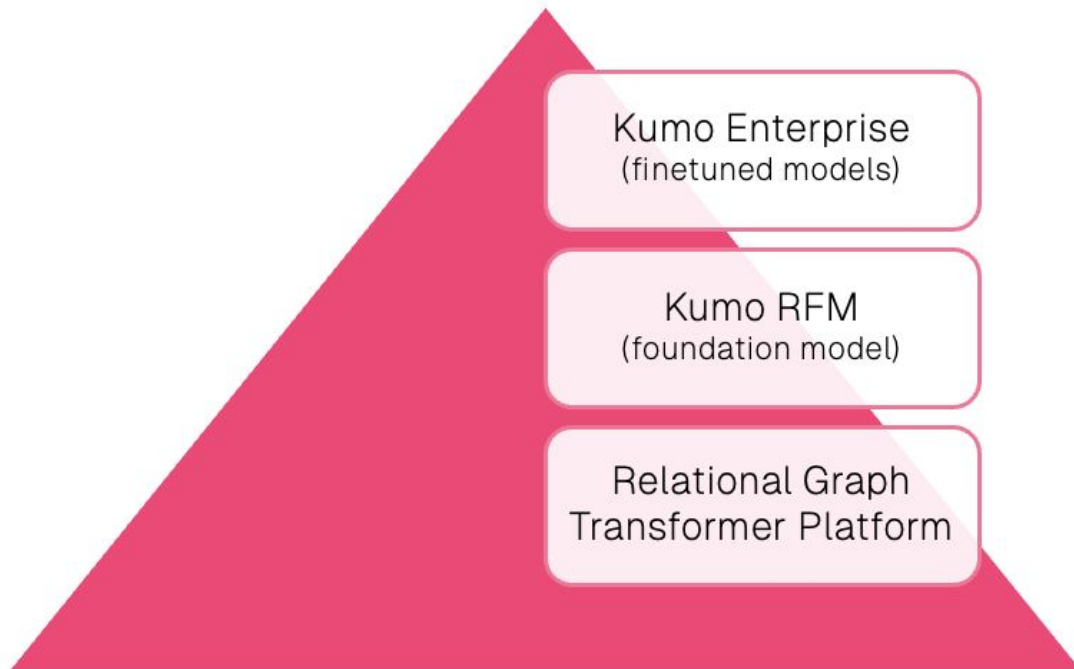 Kumo Enterprise
(finetuned models)
Kumo RFM
(foundation model)
Relational Graph
Transformer Platform